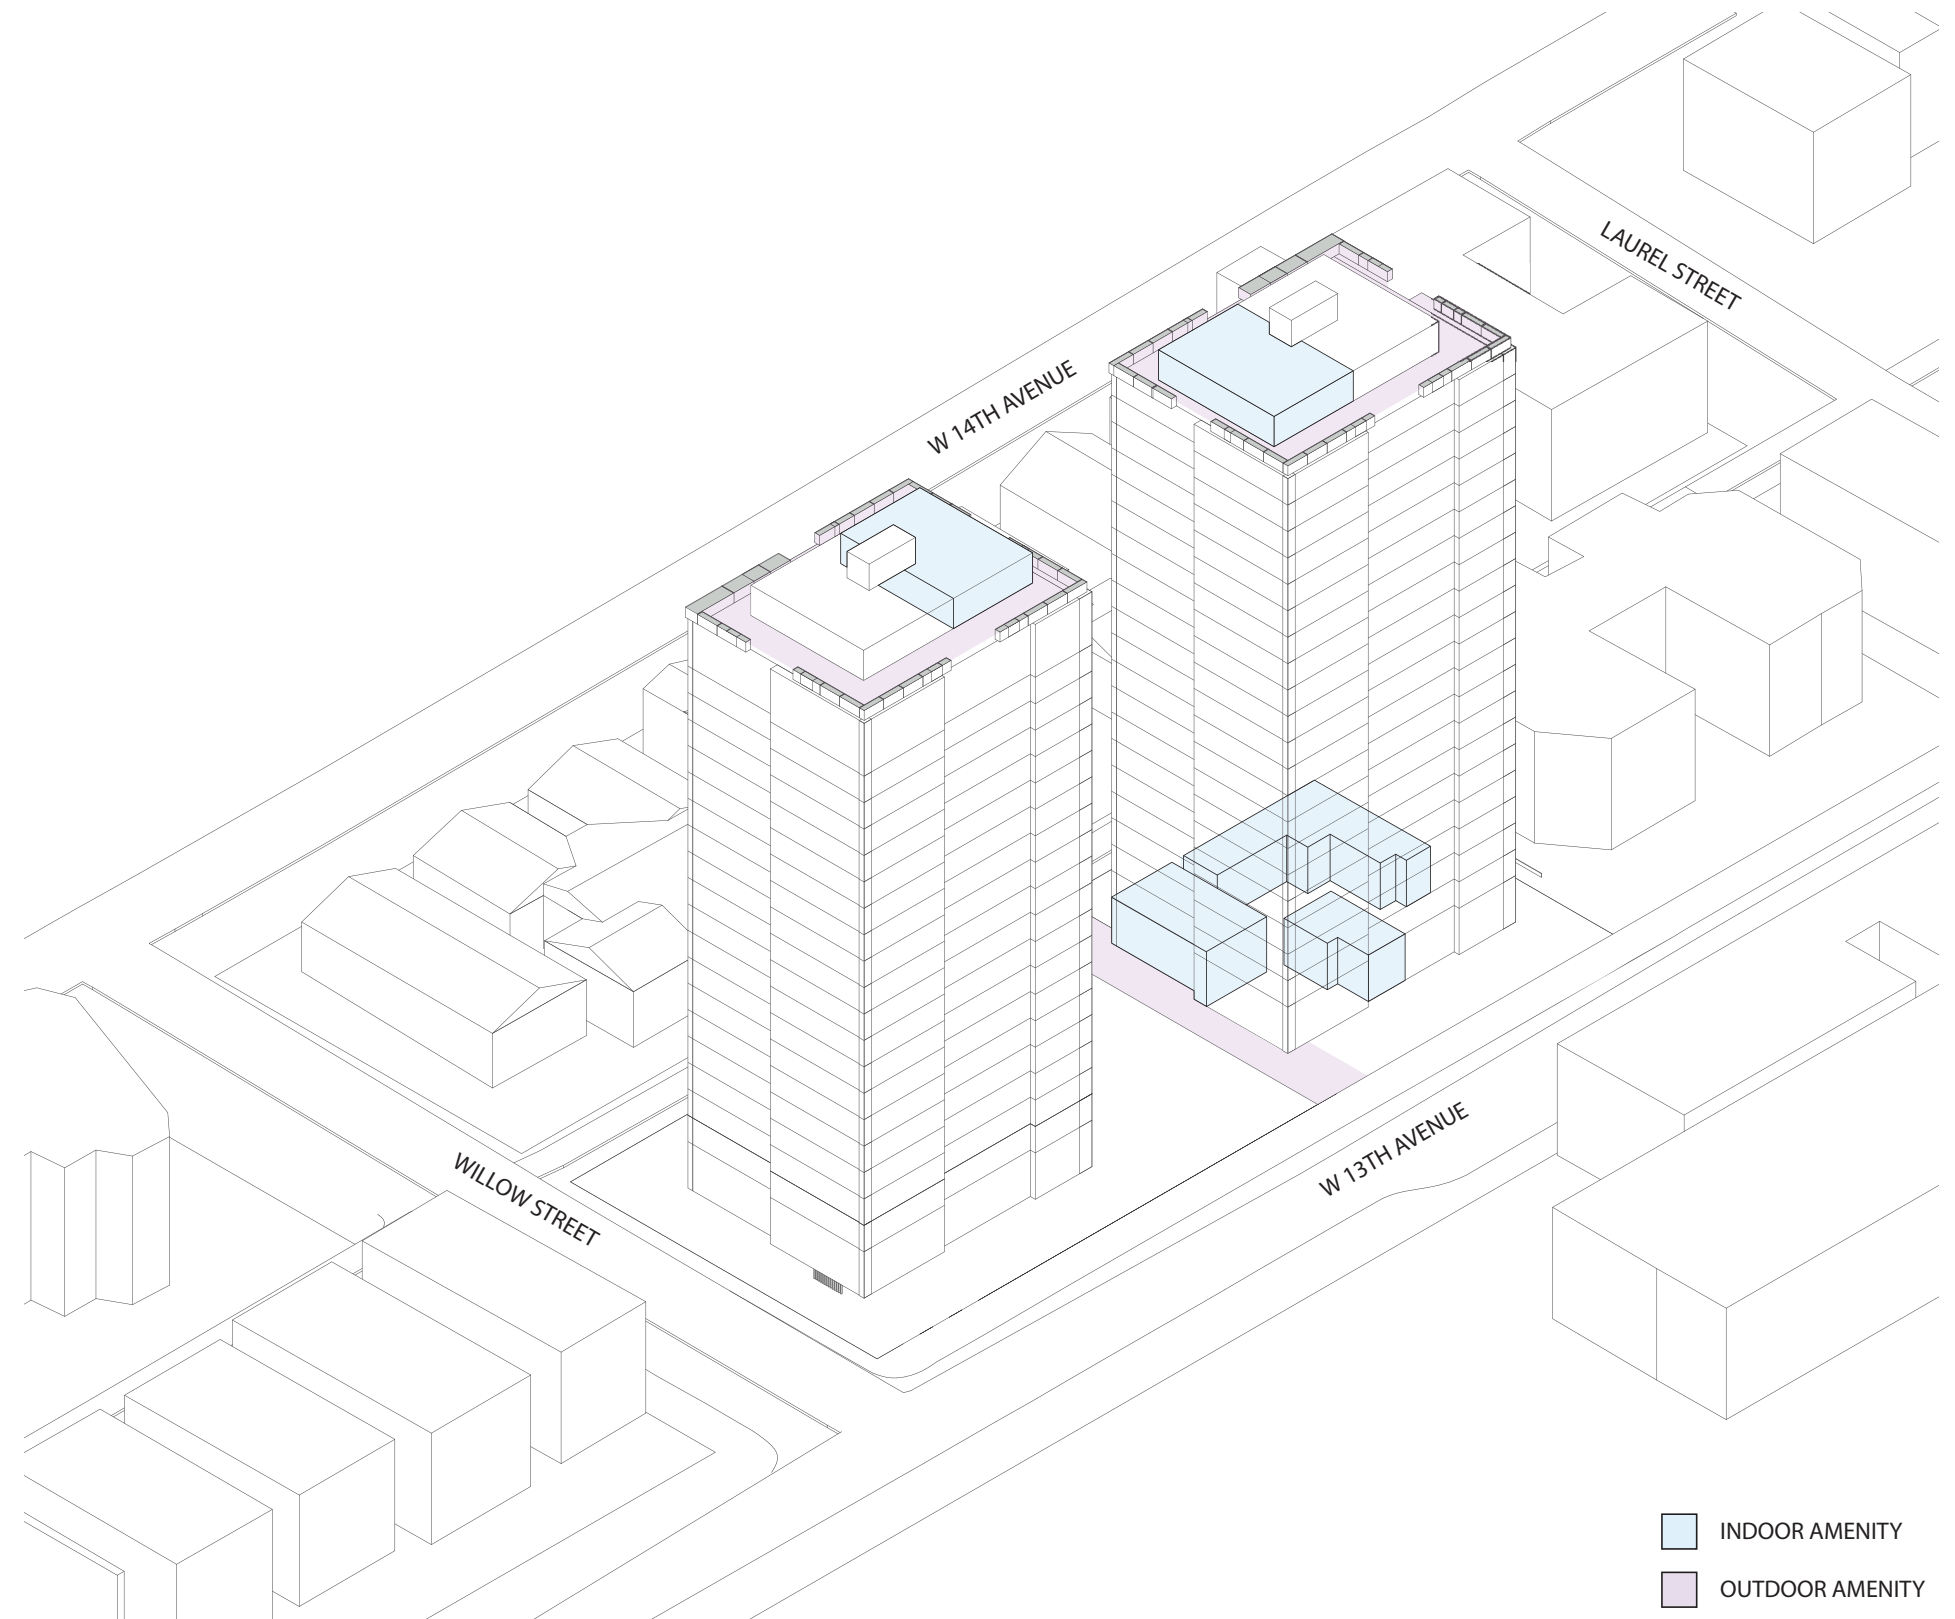 LAUREL STREET
W 14TH AVENUE
W 13TH AVENUE
WILLOW STREET
INDOOR AMENITY
OUTDOOR AMENITY